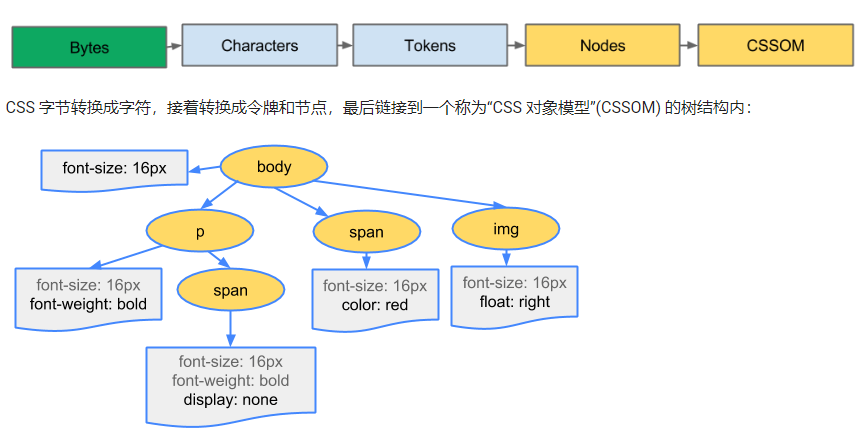 Bytes Characters Tokens Nodes CSSOM
CSS 字节转换成字符，接着转换成令牌和节点，最后链接到一个称为“CSS 对象模型”(CSSOM) 的树结构内：
body
font-size: 16px
p
span
img
font-size: 16px
font-weight: bold
span
font-size: 16px
color: red
font-size: 16px
float: right
font-size: 16px
font-weight: bold
display: none